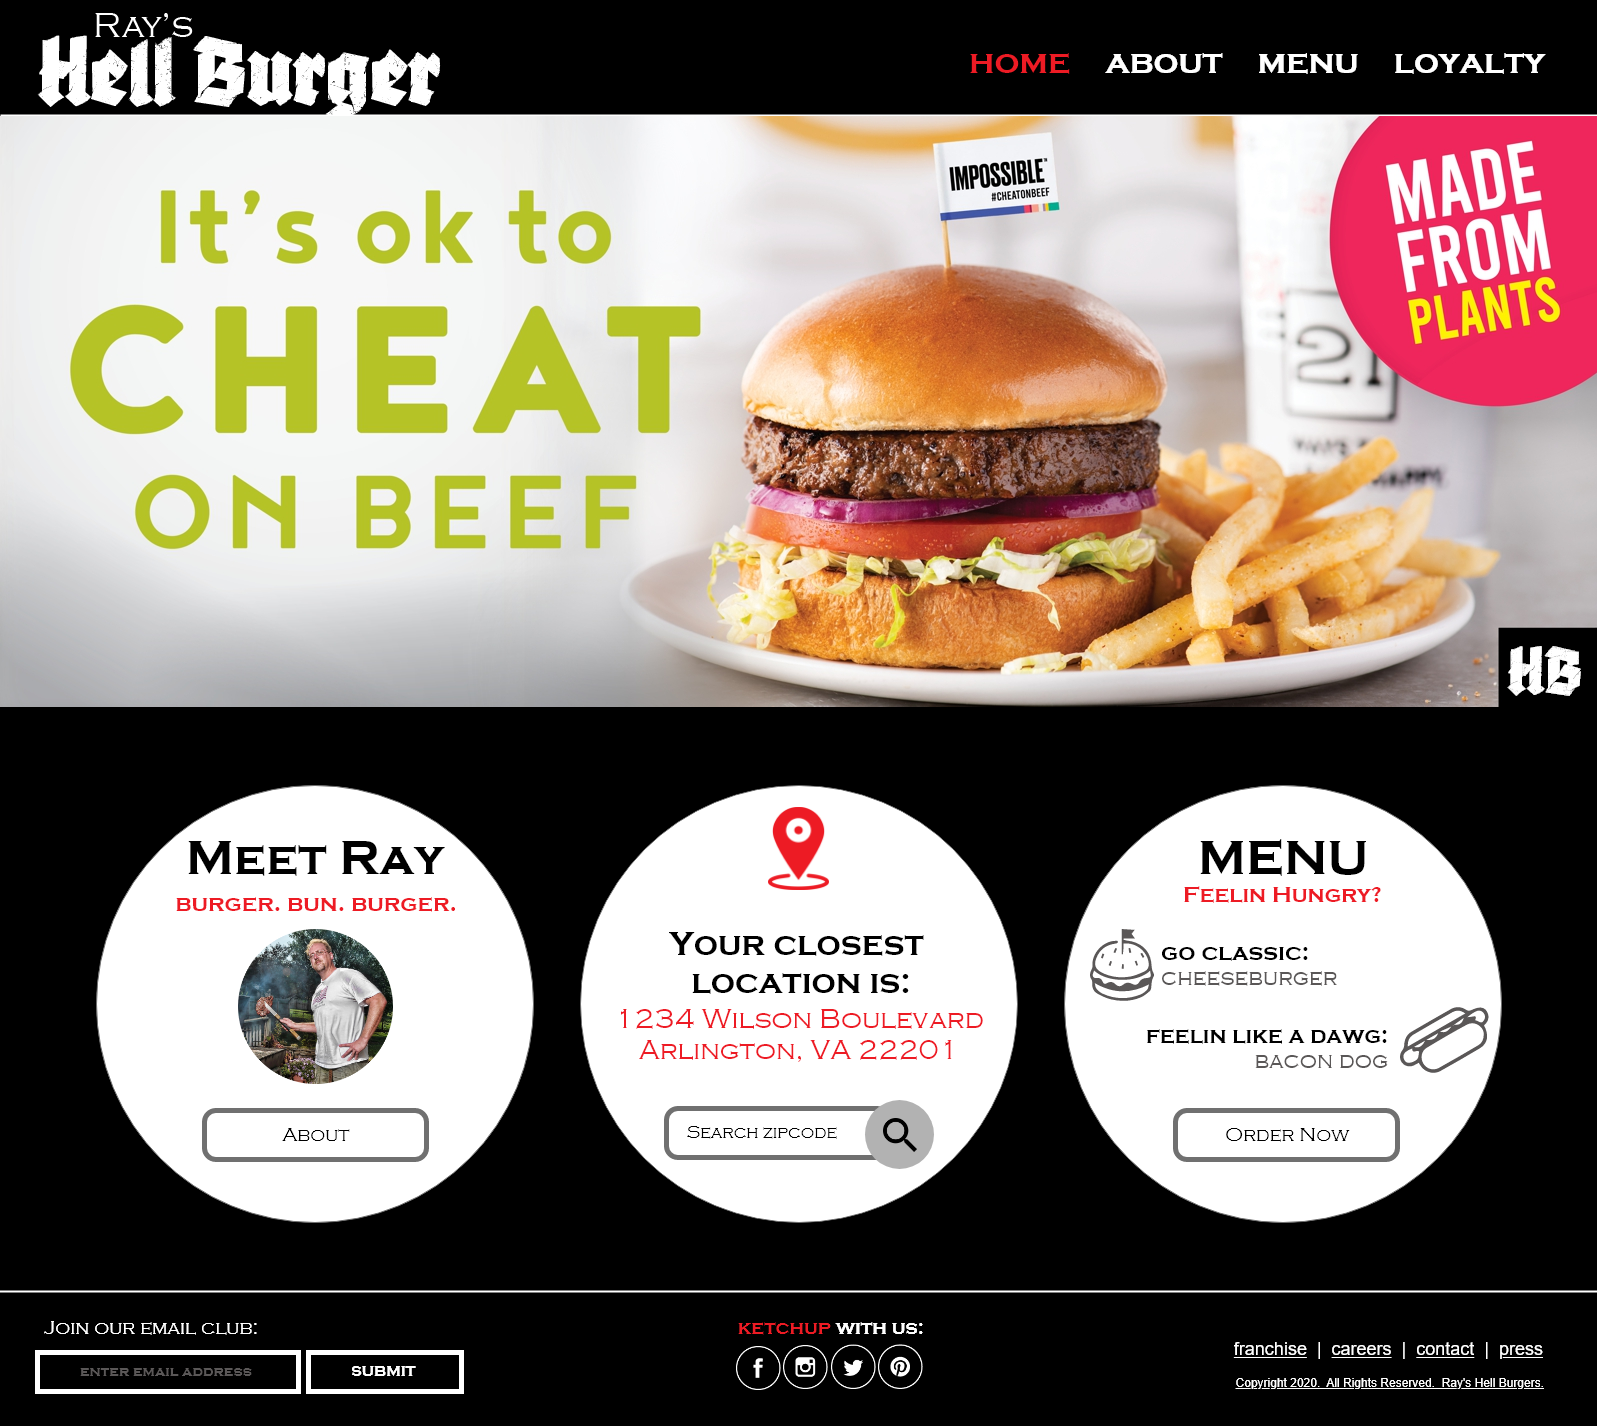 Ray's
Hell Burger
HOME ABOUT MENU LOYALTY
It's ok to
CHEAT
ON BEEF
IMPOSSIBLE™
#CHEATONBEEF
MADE
FROM
PLANTS
21
HB
Meet Ray
BURGER. BUN. BURGER.
About
Your closest
location is:
1234 Wilson Boulevard
Arlington, VA 22201
Search zipcode
MENU
Feelin Hungry?
GO CLASSIC:
CHEESEBURGER
FEELIN LIKE A DAWG:
BACON DOG
Order Now
Join our email club:
ENTER EMAIL ADDRESS
SUBMIT
KETCHUP WITH US:
franchise | careers | contact | press
Copyright 2020. All Rights Reserved. Ray's Hell Burgers.